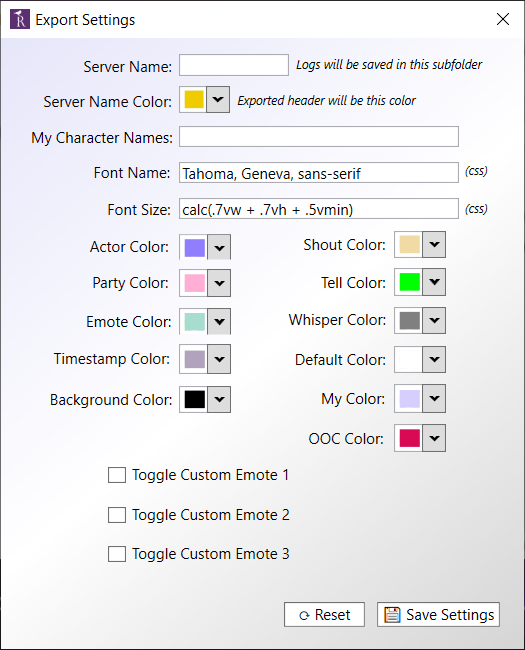 Export Settings
Server Name: Logs will be saved in this subfolder
Server Name Color: Exported header will be this color
My Character Names:
Font Name: Tahoma, Geneva, sans-serif (css)
Font Size: calc(.7vw + .7vh + .5vmin) (css)
Actor Color: Shout Color:
Party Color: Tell Color:
Emote Color: Whisper Color:
Timestamp Color: Default Color:
Background Color: My Color:
OOC Color:
Toggle Custom Emote 1
Toggle Custom Emote 2
Toggle Custom Emote 3
Reset Save Settings